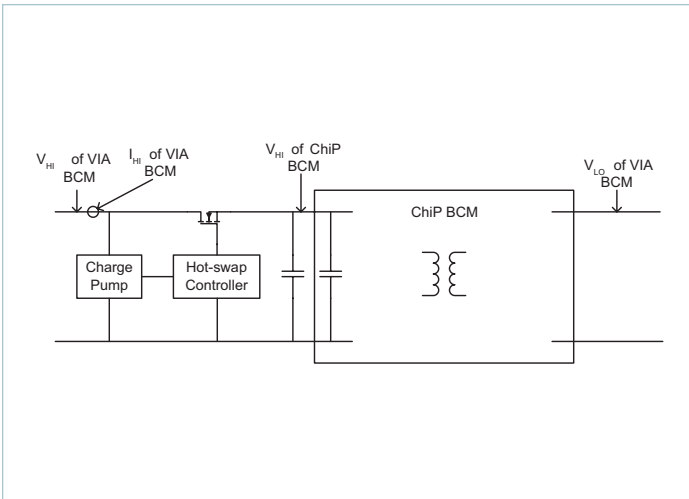 V_HI of VIA
BCM
I_HI of VIA
BCM
V_HI of ChiP
BCM
V_LO of VIA
BCM
ChiP BCM
Charge
Pump
Hot-swap
Controller